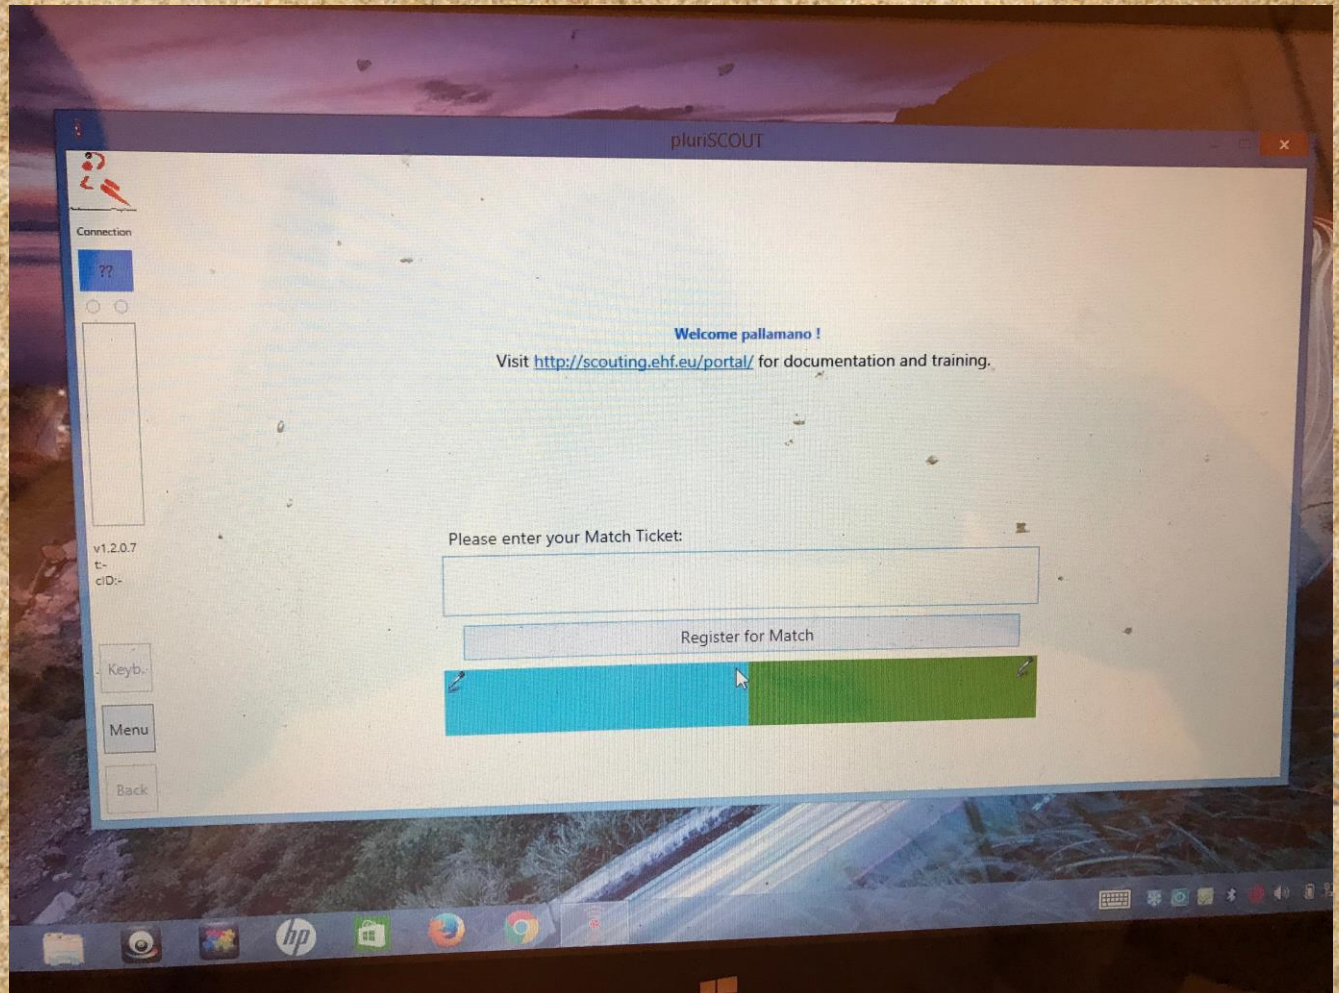 pluriSCOUT
Connection
??
Welcome pallamano !
Visit http://scouting.ehf.eu/portal/ for documentation and training.
v1.2.0.7
t:-
cID:-
Please enter your Match Ticket:
Register for Match
Keyb.
Menu
Back
hp